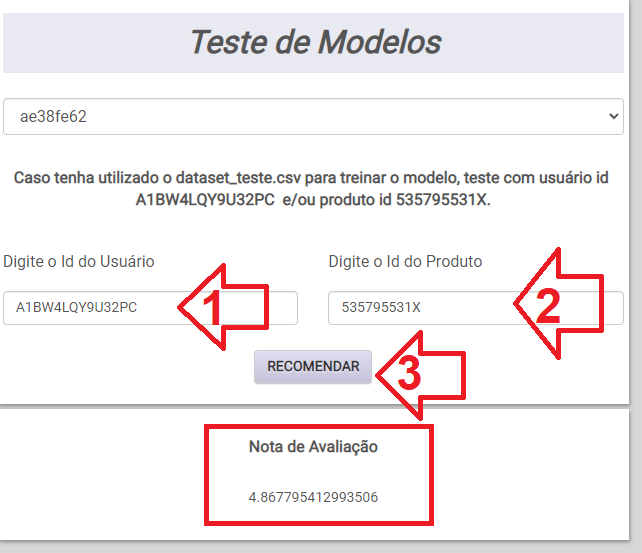 Teste de Modelos
ae38fe62
Caso tenha utilizado o dataset_teste.csv para treinar o modelo, teste com usuário id
A1BW4LQY9U32PC e/ou produto id 535795531X.
Digite o Id do Usuário
Digite o Id do Produto
A1BW4LQY9U32PC
1
535795531X
2
RECOMENDAR
3
Nota de Avaliação
4.867795412993506